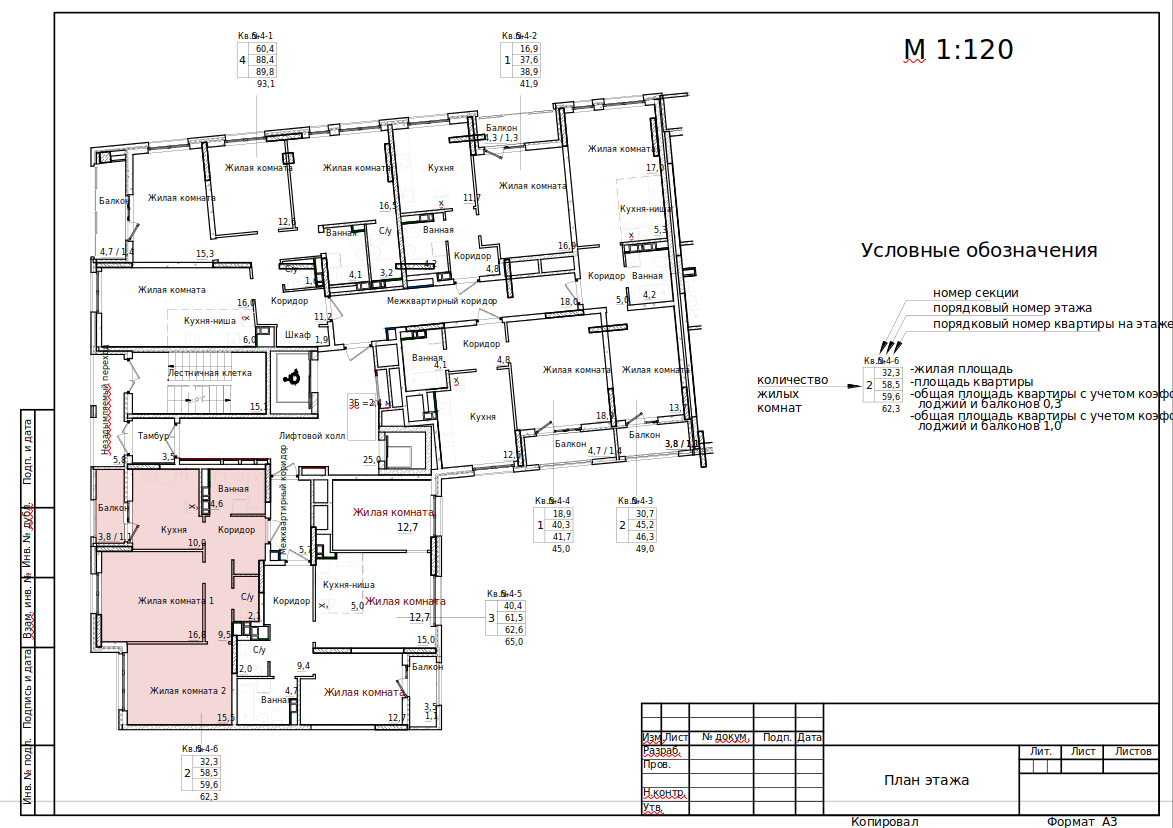 М 1:120
Кв.№5-4-1
60,4
4
88,4
89,8
93,1
Кв.№5-4-2
16,9
1
37,6
38,9
41,9
Балкон
4,3 / 1,3
Жилая комната
17,0
Кухня-ниша
5,3
Жилая комната
12,6
Жилая комната
16,5
Кухня
11,7
Жилая комната
16,9
Жилая комната
15,3
Балкон
4,7 / 1,4
Ванная
4,1
С/у
3,2
Ванная
4,2
Коридор
4,8
Коридор
5,0
Ванная
4,2
С/у
Жилая комната
16,0
Кухня-ниша
6,0
Коридор
11,2
Шкаф
1,9
Межквартирный коридор
18,0
Ванная
4,1
Коридор
4,8
Жилая комната
18,7
Жилая комната
13,7
Кухня
Балкон
4,7 / 1,4
Балкон
3,8 / 1,1
Незадымляемый переход
5,8
Лестничная клетка
15,1
Тамбур
3,5
Лифтовой холл
25,0
Межквартирный коридор
5,7
Ванная
4,6
Балкон
3,8 / 1,1
Кухня
10,9
Коридор
9,5
Жилая комната 1
16,8
С/у
2,1
Жилая комната 2
15,5
Жилая комната
12,7
Кухня-ниша
5,0
Жилая комната
12,7
15,0
Коридор
9,4
С/у
2,0
Ванная
4,7
Жилая комната
12,7
Балкон
3,5
1,1
Кв.№5-4-4
18,9
1
40,3
41,7
45,0
Кв.№5-4-3
30,7
2
45,2
46,3
49,0
Кв.№5-4-5
40,4
3
61,5
62,6
65,0
Кв.№5-4-6
32,3
2
58,5
59,6
62,3
Условные обозначения
номер секции
порядковый номер этажа
порядковый номер квартиры на этаже
Кв.№5-4-6
32,3
2
58,5
59,6
62,3
количество
жилых
комнат
-жилая площадь
-площадь квартиры
-общая площадь квартиры с учетом
лоджий и балконов 0,3
-общая площадь квартиры с учетом
лоджий и балконов 1,0
Подп. и дата
Инв. № дубл.
Взам. инв. №
Подпись и дата
Инв. № подл.
Изм.
Лист
№ докум.
Подп.
Дата
Разраб.
Пров.
Н.контр.
Утв.
План этажа
Лит.
Лист
Листов
Копировал
Формат А3